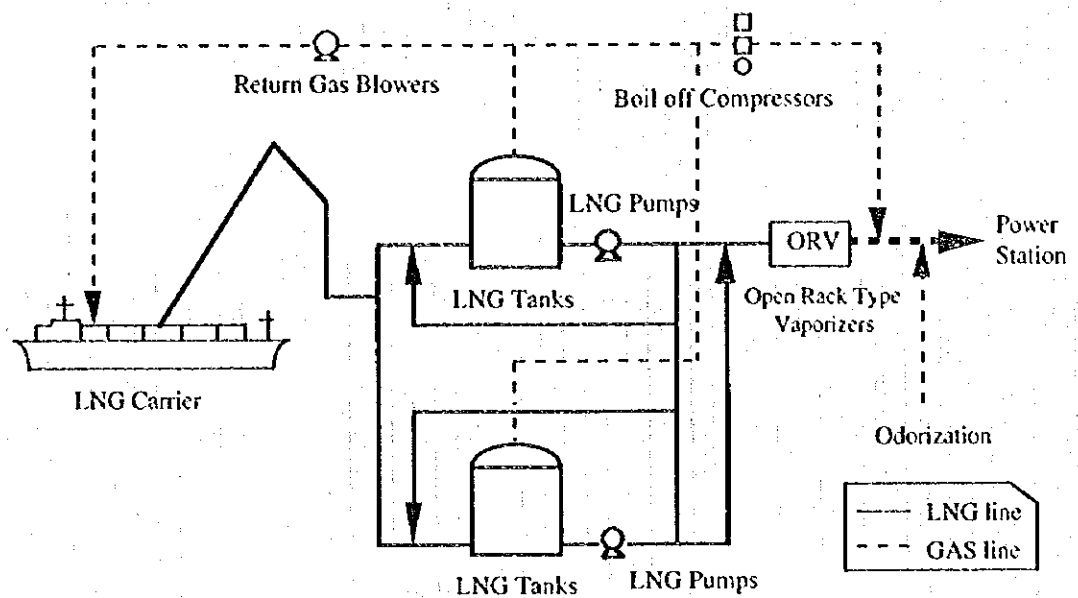 Return Gas Blowers
Boil off Compressors
LNG Pumps
ORV
Power
Station
LNG Tanks
Open Rack Type
Vaporizers
LNG Carrier
Odorization
LNG line
GAS line
LNG Tanks
LNG Pumps